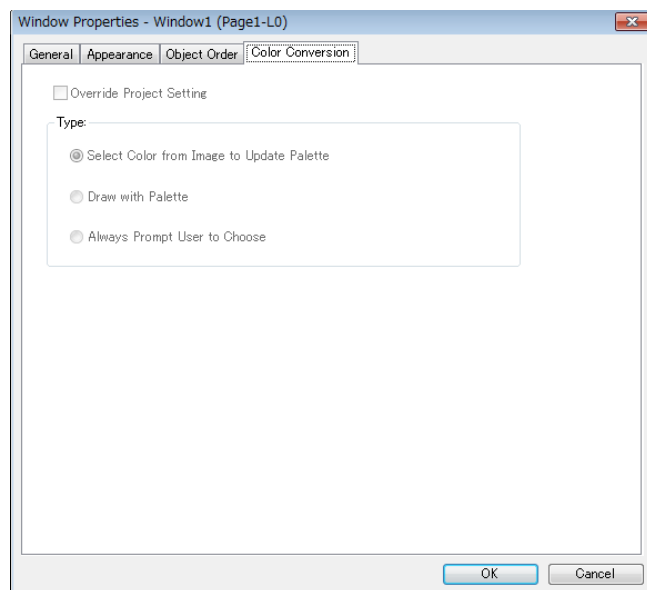 Window Properties - Window1 (Page1-L0)
General Appearance Object Order Color Conversion
Override Project Setting
Type:
Select Color from Image to Update Palette
Draw with Palette
Always Prompt User to Choose
OK Cancel